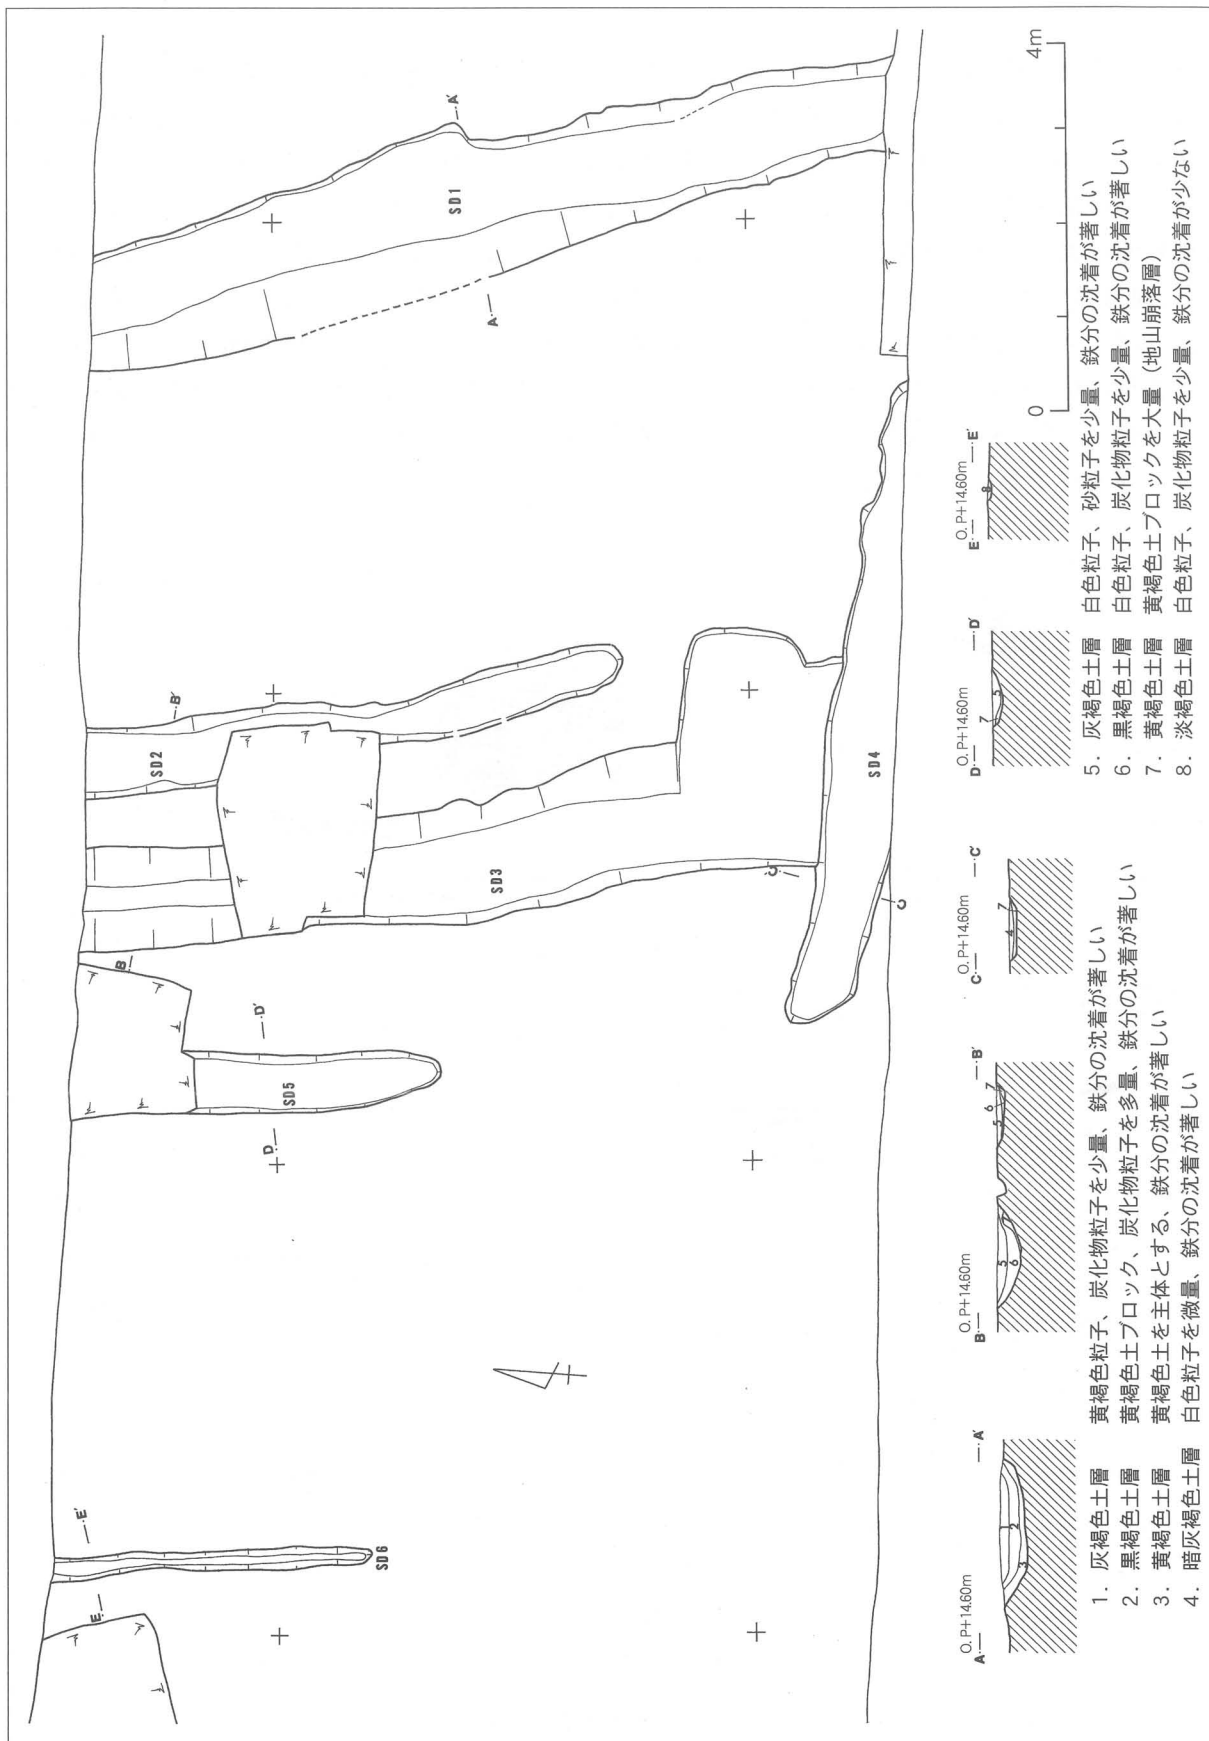 SD6
SD5
SD3
SD2
SD4
SD1
E
E'
D
D'
B
B'
C
C'
A
A'
0
4m
O.P+14.60m
A
A'
1
2
3
O.P+14.60m
B
B'
5
6
7
5
6
7
O.P+14.60m
C
C'
4
7
O.P+14.60m
D
D'
7
5
O.P+14.60m
E
E'
8
1. 灰褐色土層 黄褐色粒子、炭化物粒子を少量、鉄分の沈着が著しい
2. 黒褐色土層 黄褐色土ブロック、炭化物粒子を多量、鉄分の沈着が著しい
3. 黄褐色土層 黄褐色土を主体とする、鉄分の沈着が著しい
4. 暗灰褐色土層 白色粒子を微量、鉄分の沈着が著しい
5. 灰褐色土層 白色粒子、砂粒子を少量、鉄分の沈着が著しい
6. 黒褐色土層 白色粒子、炭化物粒子を少量、鉄分の沈着が著しい
7. 黄褐色土層 黄褐色土ブロックを大量（地山崩落層）
8. 淡褐色土層 白色粒子、炭化物粒子を少量、鉄分の沈着が少ない